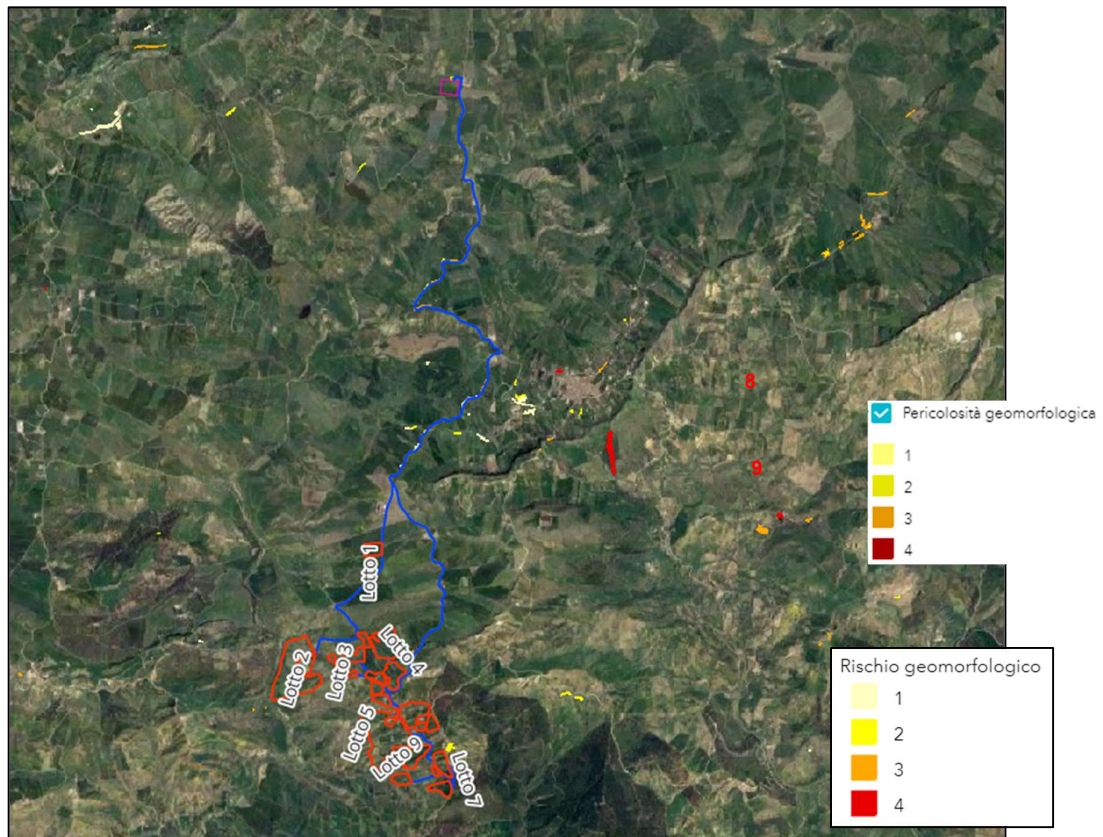 8
Pericolosità geomorfologica
1
2
3
4
9
Lotto 1
Lotto 2
Lotto 3
Lotto 4
Lotto 5
Lotto 9
Lotto 7
Rischio geomorfologico
1
2
3
4